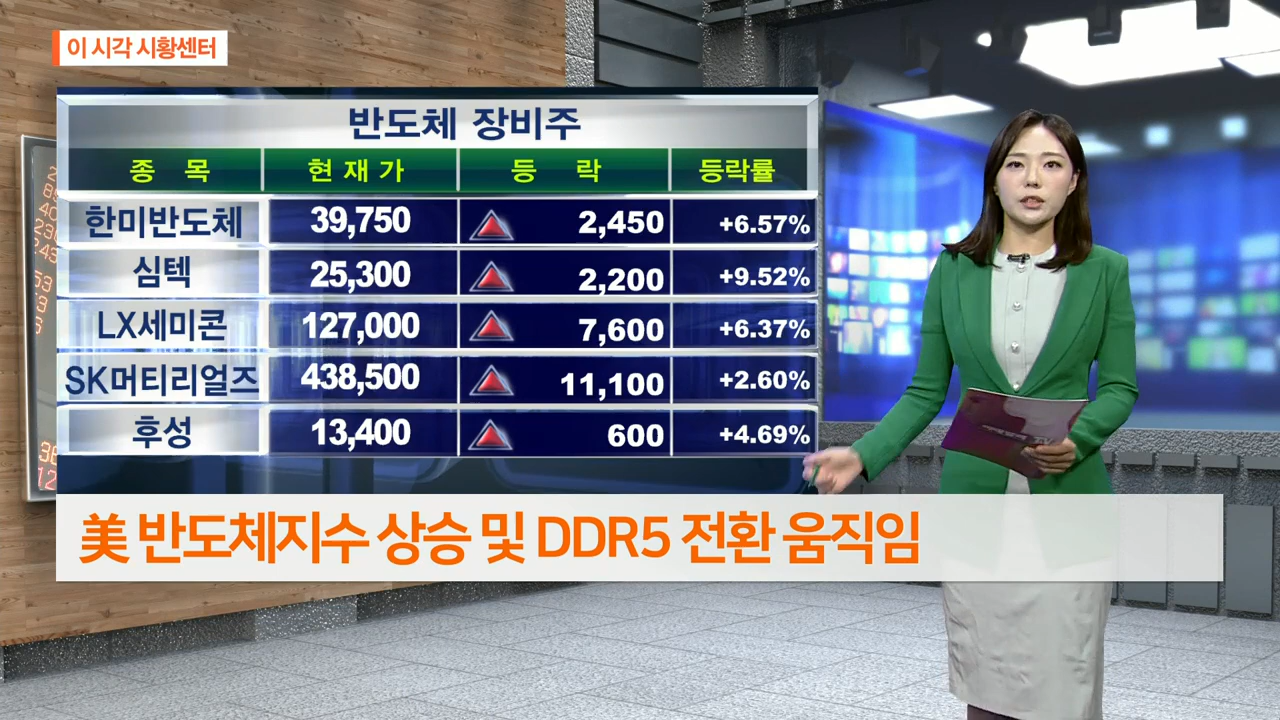 이 시각 시황센터
반도체 장비주
종 목 현 재 가 등 락 등락률
한미반도체 39,750 ▲ 2,450 +6.57%
심텍 25,300 ▲ 2,200 +9.52%
LX세미콘 127,000 ▲ 7,600 +6.37%
SK머티리얼즈 438,500 ▲ 11,100 +2.60%
후성 13,400 ▲ 600 +4.69%
美 반도체지수 상승 및 DDR5 전환 움직임